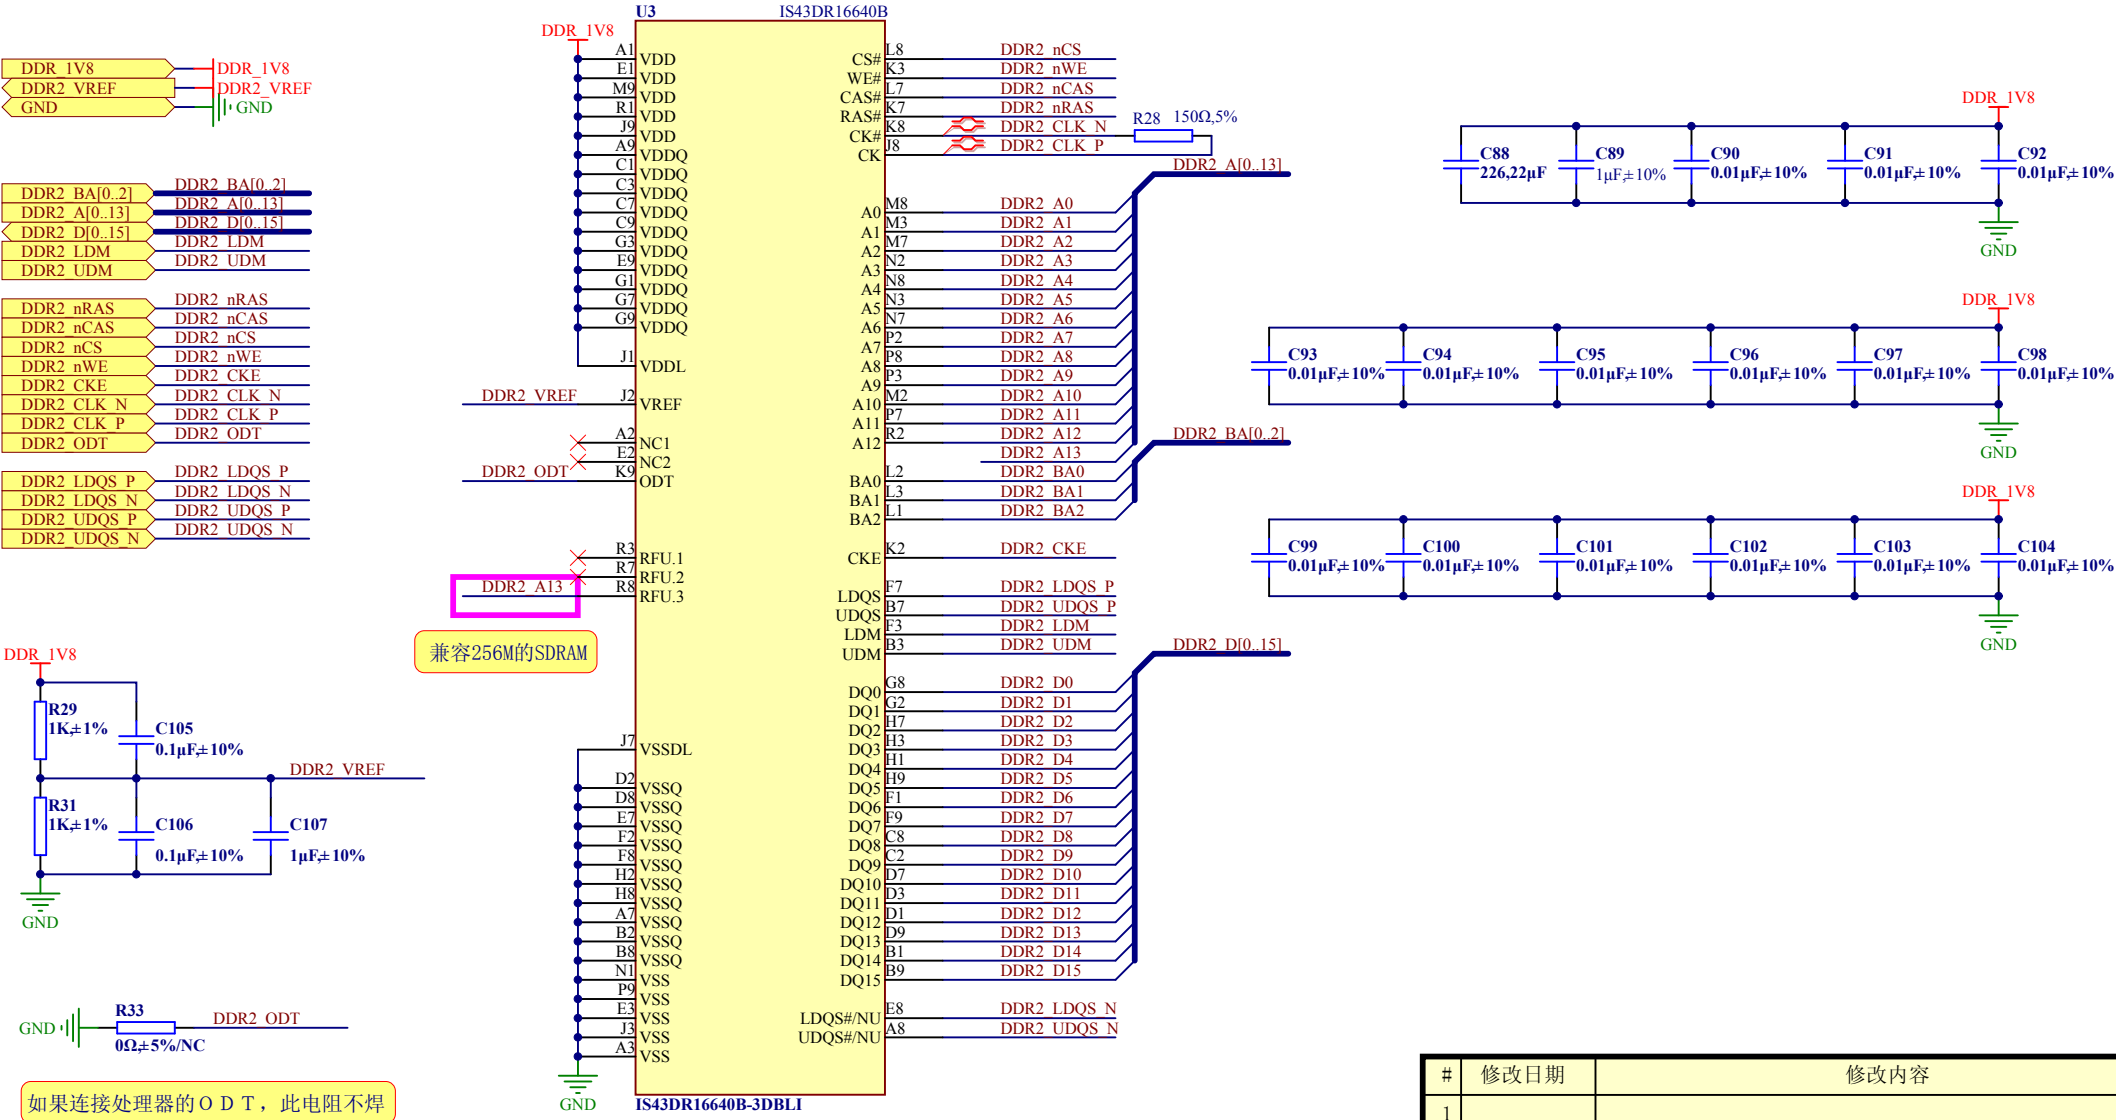 DDR_1V8 DDR_1V8
DDR2_VREF DDR2_VREF
GND GND
DDR2_BA[0..2] DDR2_BA[0..2]
DDR2_A[0..13] DDR2_A[0..13]
DDR2_D[0..15] DDR2_D[0..15]
DDR2_LDM DDR2_LDM
DDR2_UDM DDR2_UDM
DDR2_nRAS DDR2_nRAS
DDR2_nCAS DDR2_nCAS
DDR2_nCS DDR2_nCS
DDR2_nWE DDR2_nWE
DDR2_CKE DDR2_CKE
DDR2_CLK_N DDR2_CLK_N
DDR2_CLK_P DDR2_CLK_P
DDR2_ODT DDR2_ODT
DDR2_LDQS_P DDR2_LDQS_P
DDR2_LDQS_N DDR2_LDQS_N
DDR2_UDQS_P DDR2_UDQS_P
DDR2_UDQS_N DDR2_UDQS_N
DDR_1V8
R29
1K,±1%
C105
0.1μF,±10%
DDR2_VREF
R31
1K,±1%
C106
0.1μF,±10%
C107
1μF,±10%
GND
GND
R33
0Ω,±5%/NC
DDR2_ODT
如果连接处理器的ODT，此电阻不焊
U3 IS43DR16640B
DDR_1V8
A1 VDD
E1 VDD
M9 VDD
R1 VDD
J9 VDD
A9 VDDQ
C1 VDDQ
C3 VDDQ
C7 VDDQ
C9 VDDQ
G3 VDDQ
E9 VDDQ
G1 VDDQ
G7 VDDQ
G9 VDDQ
J1 VDDL
DDR2_VREF J2 VREF
A2 NC1
E2 NC2
DDR2_ODT K9 ODT
R3 RFU.1
R7 RFU.2
DDR2_A13 R8 RFU.3
兼容256M的SDRAM
J7 VSSDL
D2 VSSQ
D8 VSSQ
E7 VSSQ
F2 VSSQ
F8 VSSQ
H2 VSSQ
H8 VSSQ
A7 VSSQ
B2 VSSQ
B8 VSSQ
N1 VSS
P9 VSS
E3 VSS
J3 VSS
A3 VSS
GND
IS43DR16640B-3DBLI
CS# L8 DDR2_nCS
WE# K3 DDR2_nWE
CAS# L7 DDR2_nCAS
RAS# K7 DDR2_nRAS
CK# K8 DDR2_CLK_N
CK J8 DDR2_CLK_P
R28 150Ω,5%
DDR2_A[0..13]
A0 M8 DDR2_A0
A1 M3 DDR2_A1
A2 M7 DDR2_A2
A3 N2 DDR2_A3
A4 N8 DDR2_A4
A5 N3 DDR2_A5
A6 N7 DDR2_A6
A7 P2 DDR2_A7
A8 P8 DDR2_A8
A9 P3 DDR2_A9
A10 M2 DDR2_A10
A11 P7 DDR2_A11
A12 R2 DDR2_A12
DDR2_A13
DDR2_BA[0..2]
BA0 L2 DDR2_BA0
BA1 L3 DDR2_BA1
BA2 L1 DDR2_BA2
CKE K2 DDR2_CKE
LDQS F7 DDR2_LDQS_P
UDQS B7 DDR2_UDQS_P
LDM F3 DDR2_LDM
UDM B3 DDR2_UDM
DDR2_D[0..15]
DQ0 G8 DDR2_D0
DQ1 G2 DDR2_D1
DQ2 H7 DDR2_D2
DQ3 H3 DDR2_D3
DQ4 H1 DDR2_D4
DQ5 H9 DDR2_D5
DQ6 F1 DDR2_D6
DQ7 F9 DDR2_D7
DQ8 C8 DDR2_D8
DQ9 C2 DDR2_D9
DQ10 D7 DDR2_D10
DQ11 D3 DDR2_D11
DQ12 D1 DDR2_D12
DQ13 D9 DDR2_D13
DQ14 B1 DDR2_D14
DQ15 B9 DDR2_D15
LDQS#/NU E8 DDR2_LDQS_N
UDQS#/NU A8 DDR2_UDQS_N
DDR_1V8
C88 C89 C90 C91 C92
226,22μF 1μF,±10% 0.01μF,±10% 0.01μF,±10% 0.01μF,±10%
GND
DDR_1V8
C93 C94 C95 C96 C97 C98
0.01μF,±10% 0.01μF,±10% 0.01μF,±10% 0.01μF,±10% 0.01μF,±10% 0.01μF,±10%
GND
DDR_1V8
C99 C100 C101 C102 C103 C104
0.01μF,±10% 0.01μF,±10% 0.01μF,±10% 0.01μF,±10% 0.01μF,±10% 0.01μF,±10%
GND
# 修改日期 修改内容
1